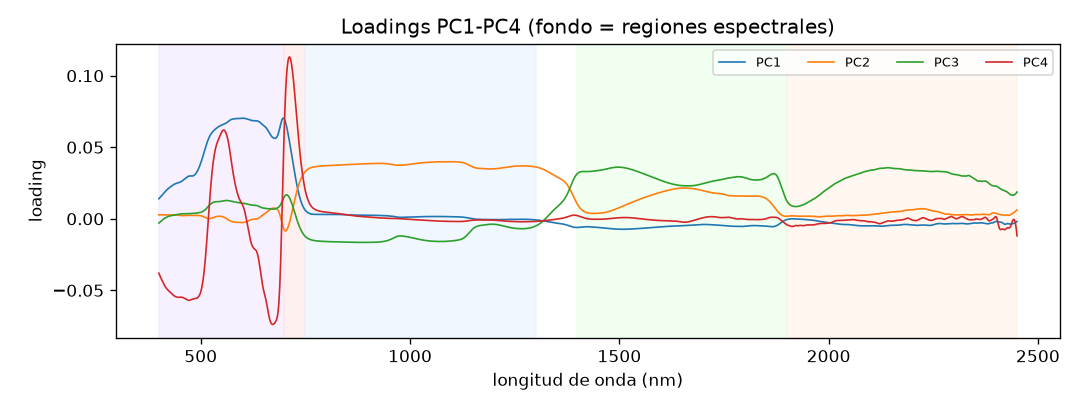 Loadings PC1-PC4 (fondo = regiones espectrales)
PC1 PC2 PC3 PC4
0.10
0.05
0.00
−0.05
loading
500 1000 1500 2000 2500
longitud de onda (nm)